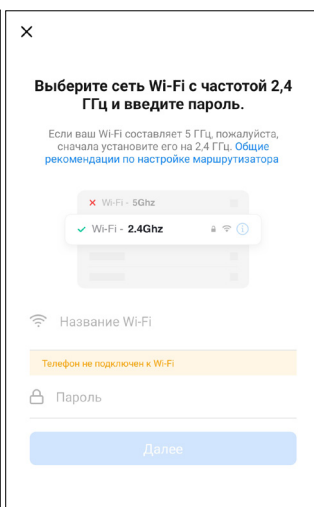 Выберите сеть Wi-Fi с частотой 2,4
ГГц и введите пароль.
Если ваш Wi-Fi составляет 5 ГГц, пожалуйста,
сначала установите его на 2,4 ГГц. Общие
рекомендации по настройке маршрутизатора
Wi-Fi - 5Ghz
Wi-Fi - 2.4Ghz
Название Wi-Fi
Телефон не подключен к Wi-Fi
Пароль
Далее